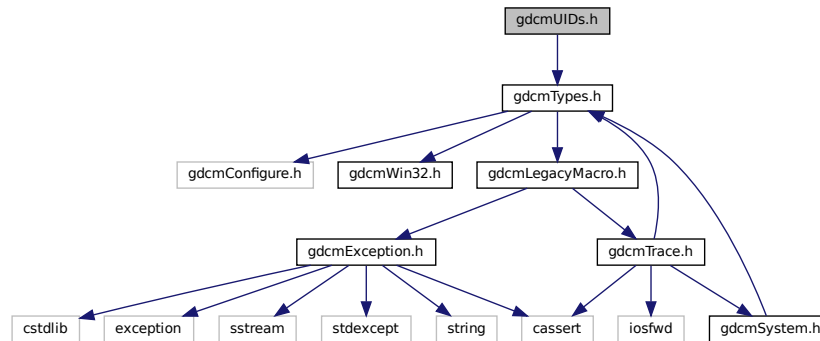 gdcmUIDs.h
gdcmTypes.h
gdcmConfigure.h
gdcmWin32.h
gdcmLegacyMacro.h
gdcmException.h
gdcmTrace.h
cstdlib
exception
sstream
stdexcept
string
cassert
iosfwd
gdcmSystem.h